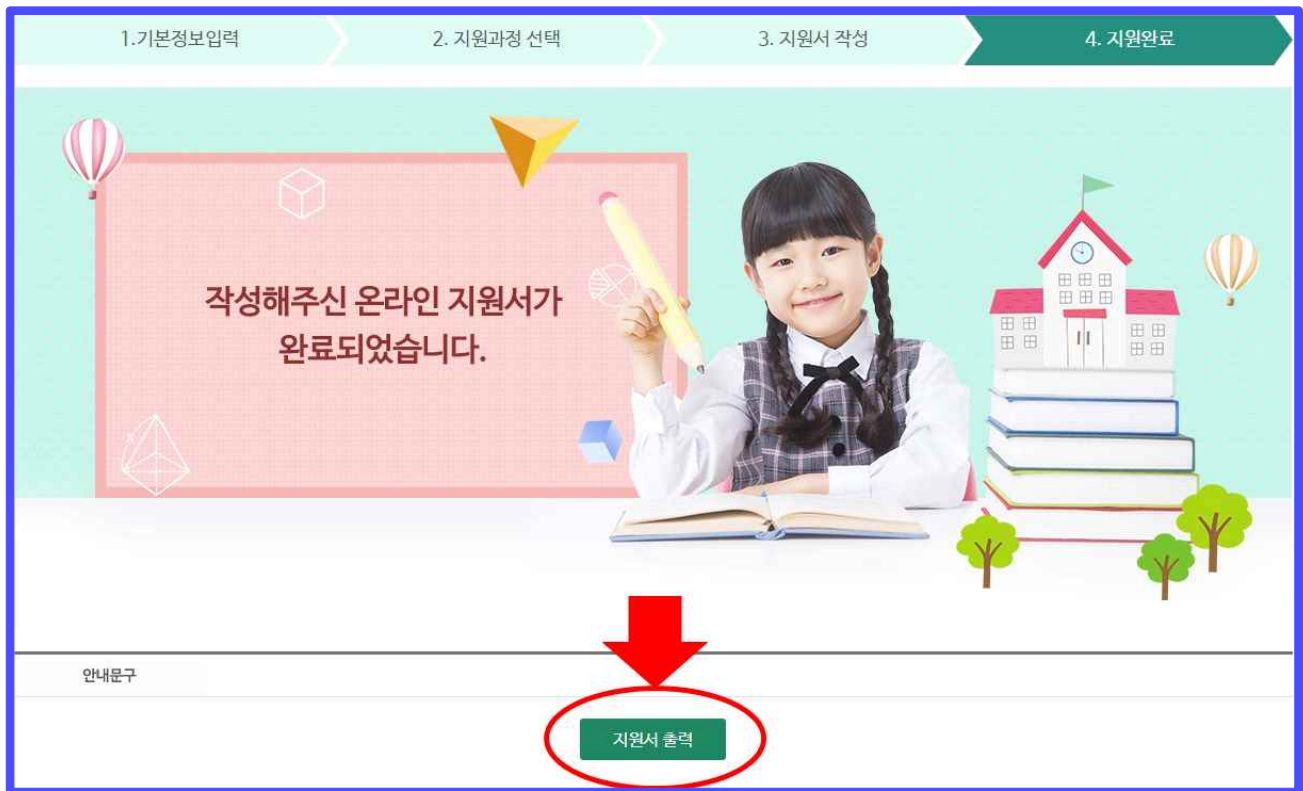 1.기본정보입력
2. 지원과정 선택
3. 지원서 작성
4. 지원완료
작성해주신 온라인 지원서가
완료되었습니다.
안내문구
지원서 출력